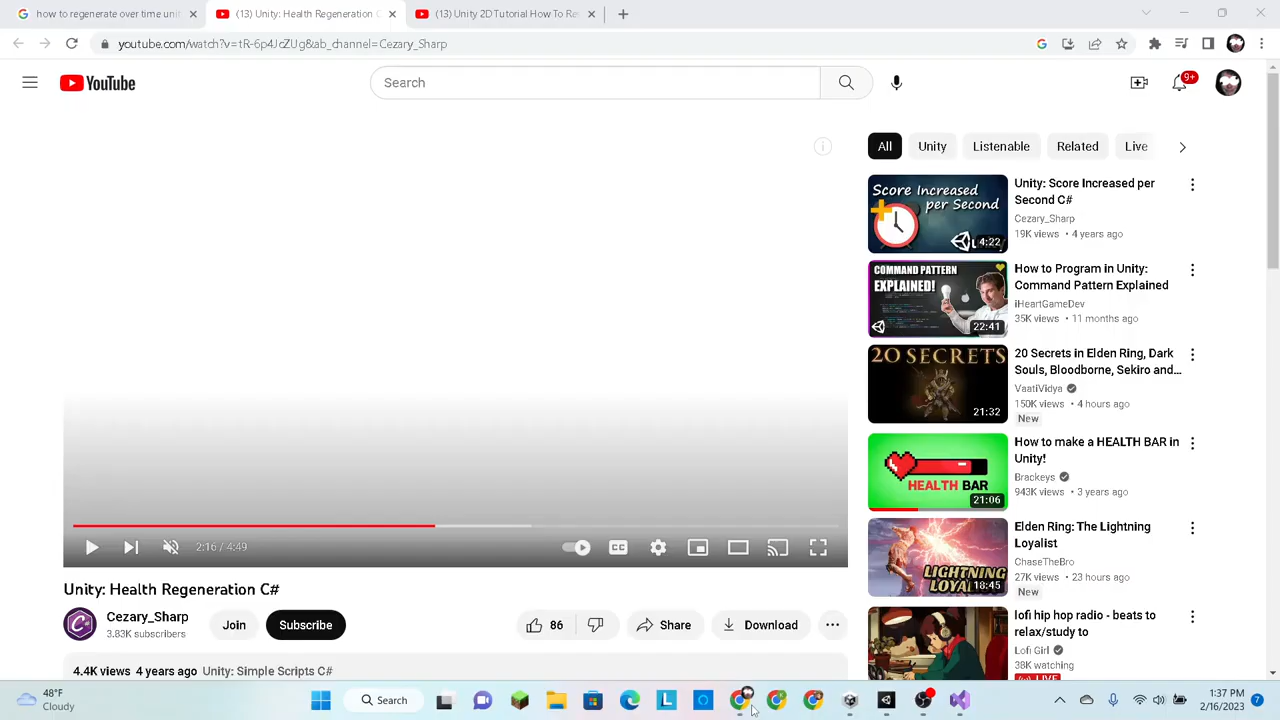 how to regenerate over time unit
(13) Unity: Health Regeneration C
(13) Unity 2D Tutorial How To Re
youtube.com/watch?v=tR-6p4JcZUg&ab_channel=Cezary_Sharp
YouTube
Search
9+
All
Unity
Listenable
Related
Live
Score Increased
per Second
4:22
Unity: Score Increased per
Second C#
Cezary_Sharp
19K views • 4 years ago
COMMAND PATTERN
EXPLAINED!
22:41
How to Program in Unity:
Command Pattern Explained
iHeartGameDev
35K views • 11 months ago
20 SECRETS
21:32
20 Secrets in Elden Ring, Dark
Souls, Bloodborne, Sekiro and...
VaatiVidya
150K views • 4 hours ago
New
HEALTH BAR
21:06
How to make a HEALTH BAR in
Unity!
Brackeys
943K views • 3 years ago
LIGHTNING
18:45
Elden Ring: The Lightning
Loyalist
ChaseTheBro
27K views • 23 hours ago
New
lofi hip hop radio - beats to
relax/study to
Lofi Girl
38K watching
LIVE
2:16 / 4:49
Unity: Health Regeneration C#
Cezary_Sharp
3.83K subscribers
Join
Subscribe
86
Share
Download
4.4K views 4 years ago Unity: Simple Scripts C#
48°F
Cloudy
Search
1:37 PM
2/16/2023
7